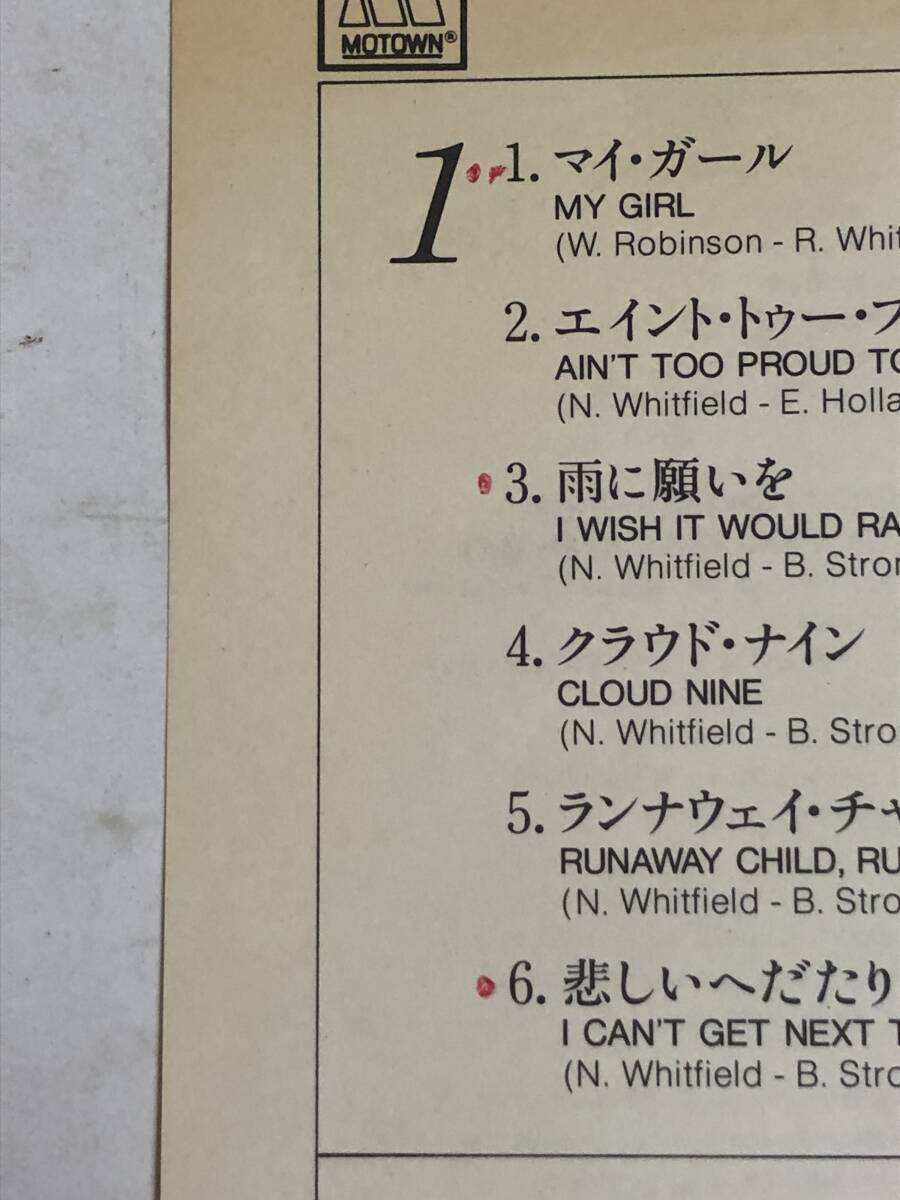 MOTOWN®
1
1. マイ・ガール
MY GIRL
(W. Robinson - R. Whit
2. エイント・トゥー・プ
AIN'T TOO PROUD TO
(N. Whitfield - E. Holla
3. 雨に願いを
I WISH IT WOULD RA
(N. Whitfield - B. Stron
4. クラウド・ナイン
CLOUD NINE
(N. Whitfield - B. Stro
5. ランナウェイ・チャ
RUNAWAY CHILD, RU
(N. Whitfield - B. Stro
6. 悲しいへだたり
I CAN'T GET NEXT T
(N. Whitfield - B. Stro